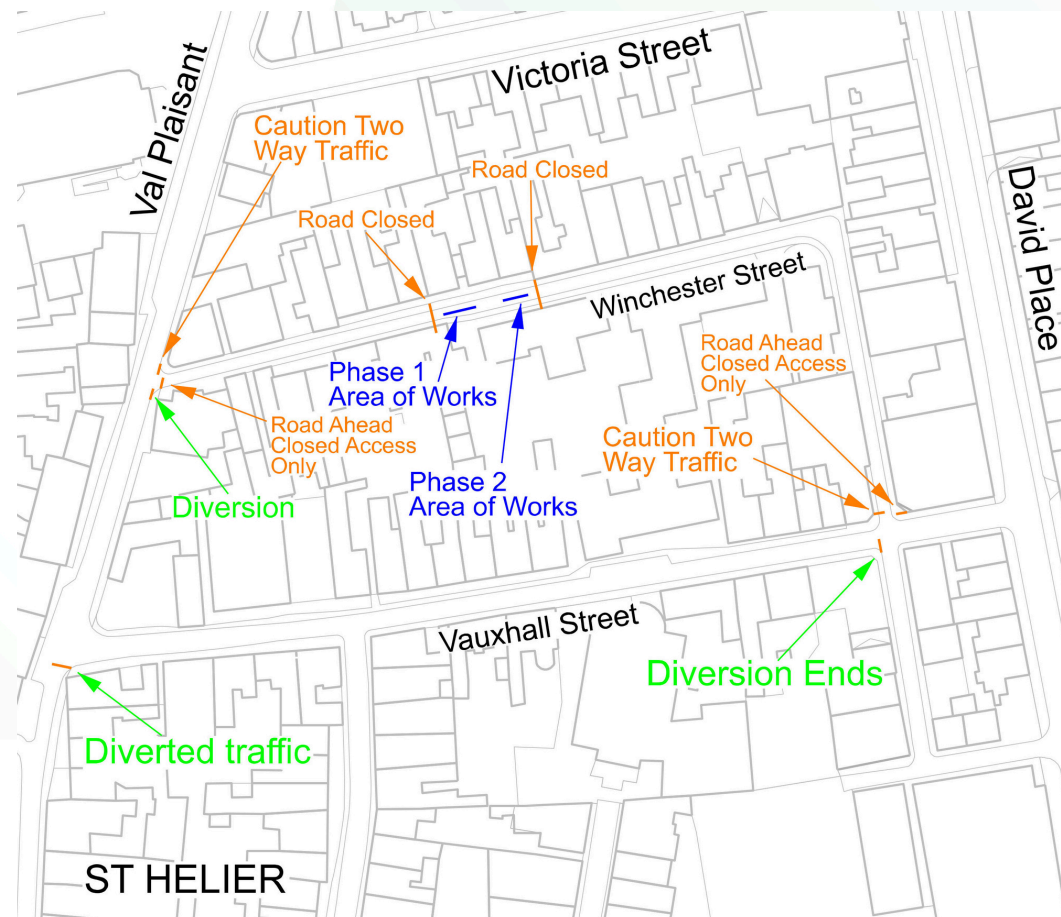 Victoria Street
Val Plaisant
Caution Two
Way Traffic
Road Closed
Road Closed
David Place
Winchester Street
Road Ahead
Closed Access
Only
Phase 1
Area of Works
Road Ahead
Closed Access
Only
Caution Two
Way Traffic
Phase 2
Area of Works
Diversion
Vauxhall Street
Diversion Ends
Diverted traffic
ST HELIER